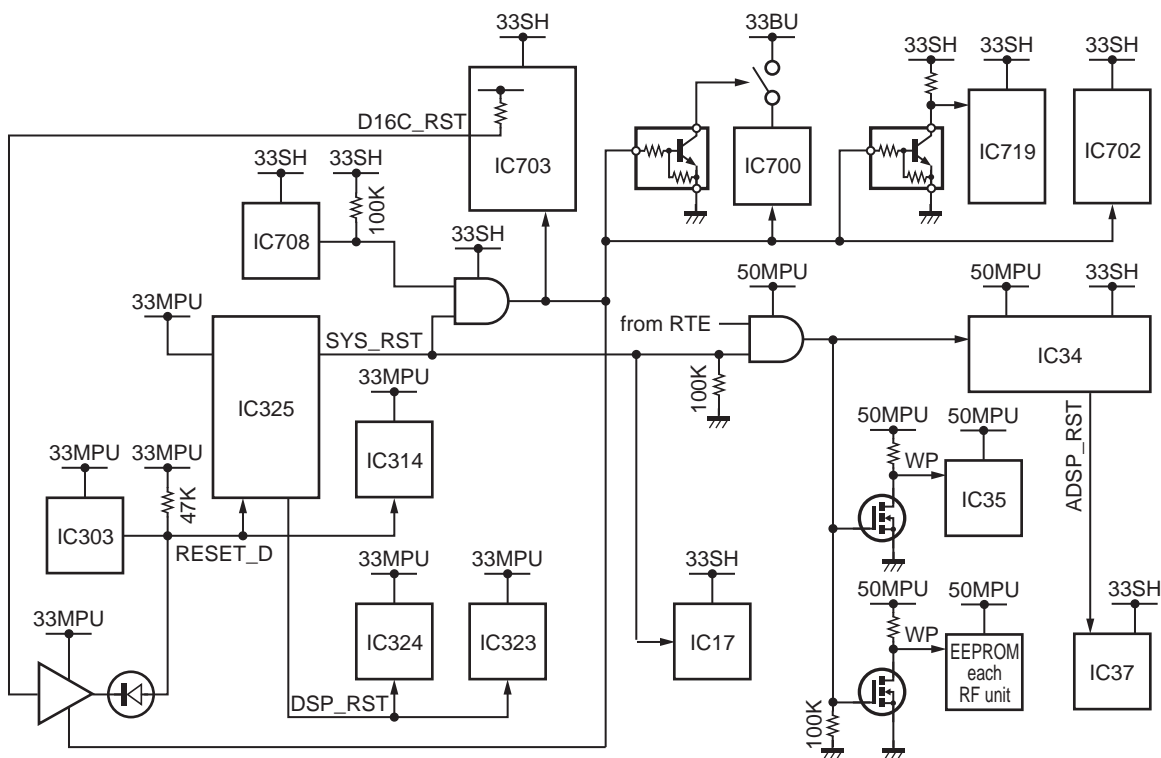 33SH
33BU
33SH
33SH
33SH
D16C_RST
IC703
IC700
IC719
IC702
33SH
33SH
100K
IC708
33SH
50MPU
50MPU
33SH
33MPU
from RTE
SYS_RST
IC34
100K
IC325
33MPU
50MPU
50MPU
ADSP_RST
WP
IC314
IC35
33MPU
33MPU
47K
IC303
RESET_D
33MPU
33MPU
33SH
50MPU
50MPU
33SH
33MPU
IC324
IC323
IC17
WP
EEPROM
each
RF unit
IC37
DSP_RST
100K